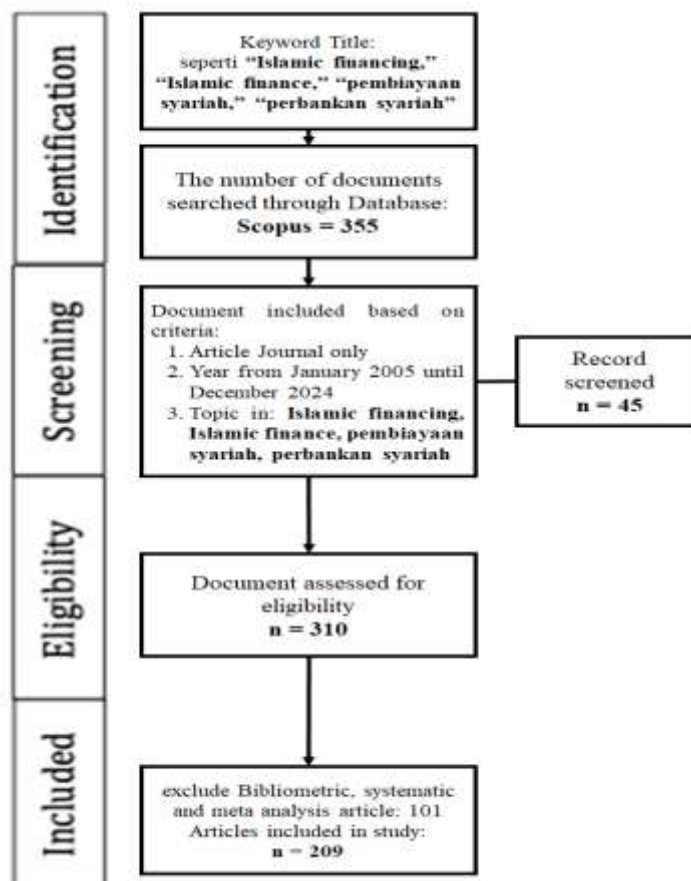 Identification
Keyword Title:
seperti “Islamic financing,”
“Islamic finance,” “pembiayaan
syariah,” “perbankan syariah”
The number of documents
searched through Database:
Scopus = 355
Screening
Document included based on
criteria:
1. Article Journal only
2. Year from January 2005 until
December 2024
3. Topic in: Islamic financing,
Islamic finance, pembiayaan
syariah, perbankan syariah
Record
screened
n = 45
Eligibility
Document assessed for
eligibility
n = 310
Included
exclude Bibliometric, systematic
and meta analysis article: 101
Articles included in study:
n = 209